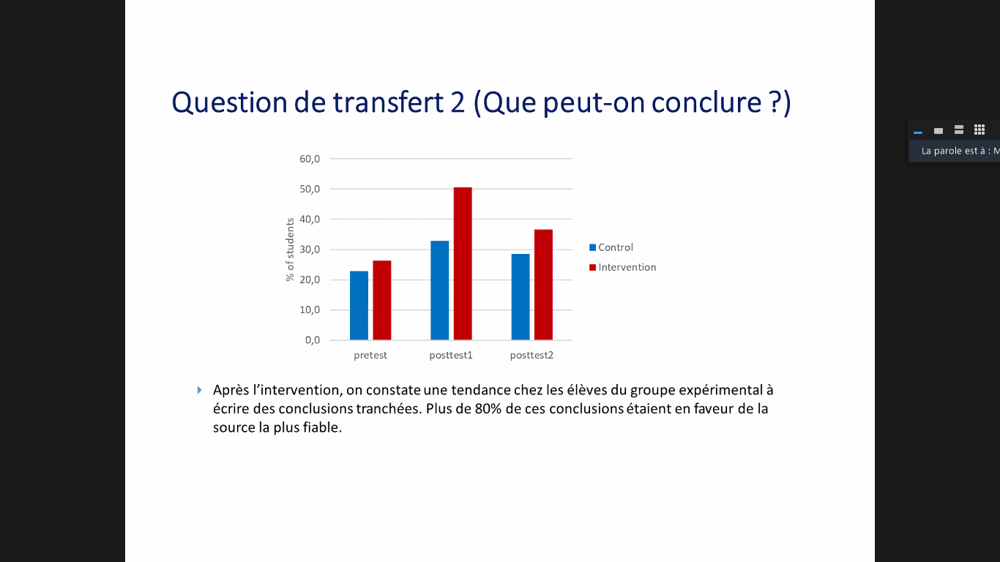 Question de transfert 2 (Que peut-on conclure ?)
La parole est à : M
60,0
50,0
40,0
30,0
20,0
10,0
0,0
% of students
pretest
posttest1
posttest2
Control
Intervention
Après l’intervention, on constate une tendance chez les élèves du groupe expérimental à
écrire des conclusions tranchées. Plus de 80% de ces conclusions étaient en faveur de la
source la plus fiable.